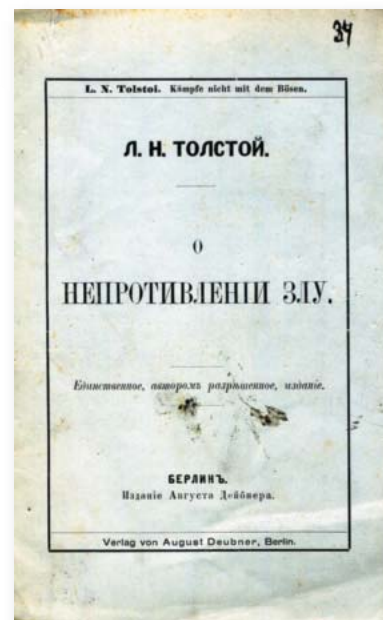 37
L. N. Tolstoi. Kämpfe nicht mit dem Bösen.
Л. Н. ТОЛСТОЙ.
О
НЕПРОТИВЛЕНІИ ЗЛУ.
Единственное, авторомъ разрѣшенное, изданіе.
БЕРЛИНЪ.
Изданіе Августа Дейбнера.
Verlag von August Deubner, Berlin.